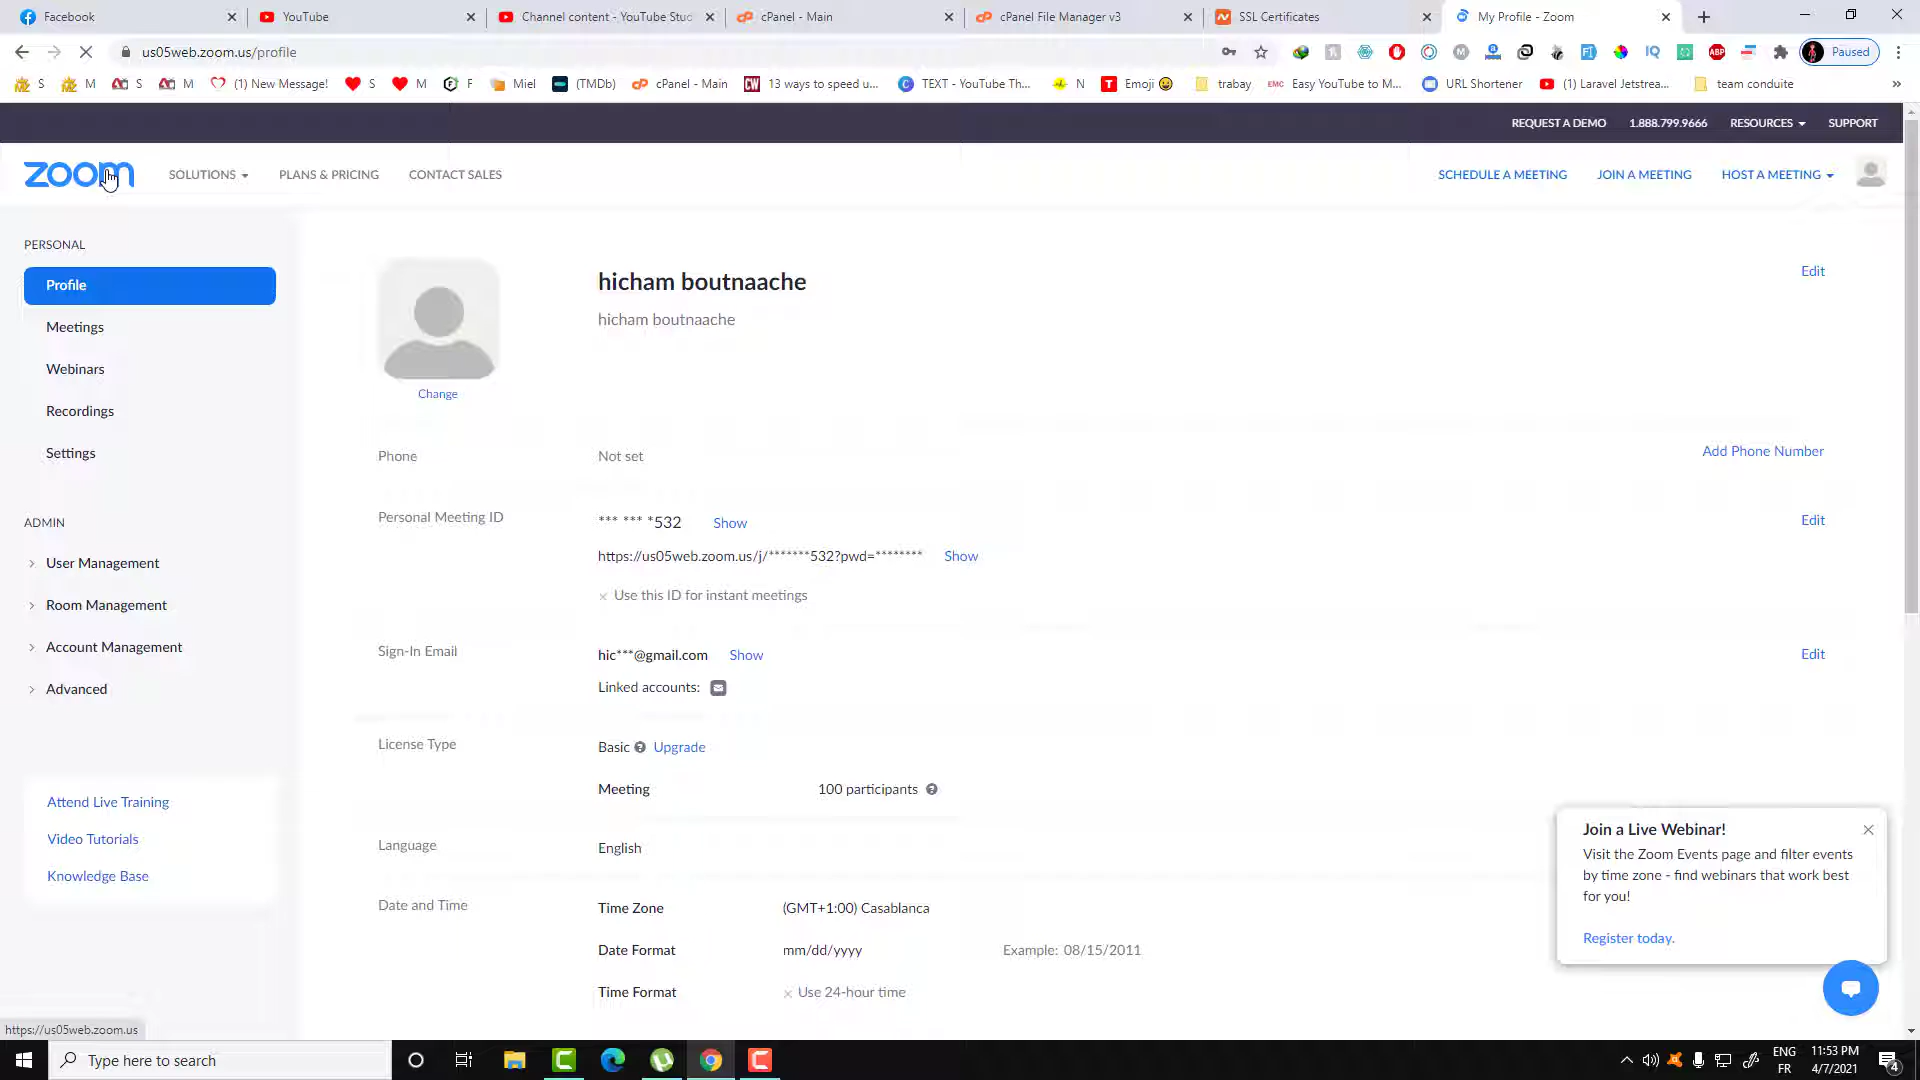 Facebook
YouTube
Channel content - YouTube Stud
cPanel - Main
cPanel File Manager v3
SSL Certificates
My Profile - Zoom
us05web.zoom.us/profile
Paused
S
M
S
M
(1) New Message!
S
M
F
Miel
(TMDb)
cPanel - Main
13 ways to speed u...
TEXT - YouTube Th...
N
Emoji
trabay
EMC
Easy YouTube to M...
URL Shortener
(1) Laravel Jetstrea...
team conduite
REQUEST A DEMO
1.888.799.9666
RESOURCES
SUPPORT
zoom
SOLUTIONS
PLANS & PRICING
CONTACT SALES
SCHEDULE A MEETING
JOIN A MEETING
HOST A MEETING
PERSONAL
Profile
Meetings
Webinars
Recordings
Settings
ADMIN
User Management
Room Management
Account Management
Advanced
Attend Live Training
Video Tutorials
Knowledge Base
Change
hicham boutnaache
hicham boutnaache
Edit
Phone
Not set
Add Phone Number
Personal Meeting ID
*** *** *532
Show
Edit
https://us05web.zoom.us/j/*******532?pwd=********
Show
Use this ID for instant meetings
Sign-In Email
hic***@gmail.com
Show
Edit
Linked accounts:
License Type
Basic
Upgrade
Meeting
100 participants
Language
English
Date and Time
Time Zone
(GMT+1:00) Casablanca
Date Format
mm/dd/yyyy
Example: 08/15/2011
Time Format
Use 24-hour time
Join a Live Webinar!
Visit the Zoom Events page and filter events
by time zone - find webinars that work best
for you!
Register today.
https://us05web.zoom.us
Type here to search
ENG
FR
11:53 PM
4/7/2021
4